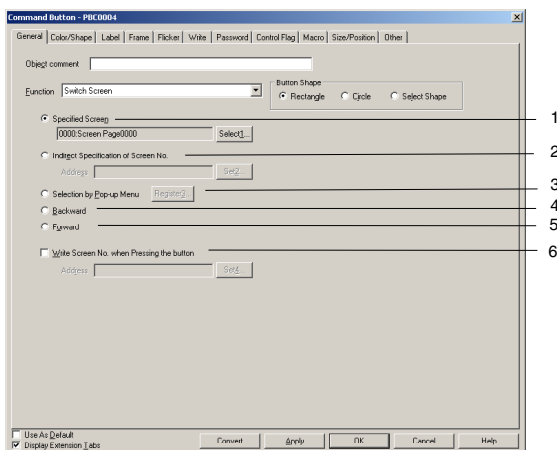 Command Button - PBC0004
General Color/Shape Label Frame Flicker Write Password Control Flag Macro Size/Position Other
Object comment
Function Switch Screen
Button Shape
Rectangle Circle Select Shape
Specified Screen 1
0000:Screen Page0000 Select1...
Indirect Specification of Screen No. 2
Address Set2...
Selection by Pop-up Menu Register3... 3
Backward 4
Forward 5
Write Screen No. when Pressing the button 6
Address Set4...
Use As Default
Display Extension Tabs
Convert Apply OK Cancel Help